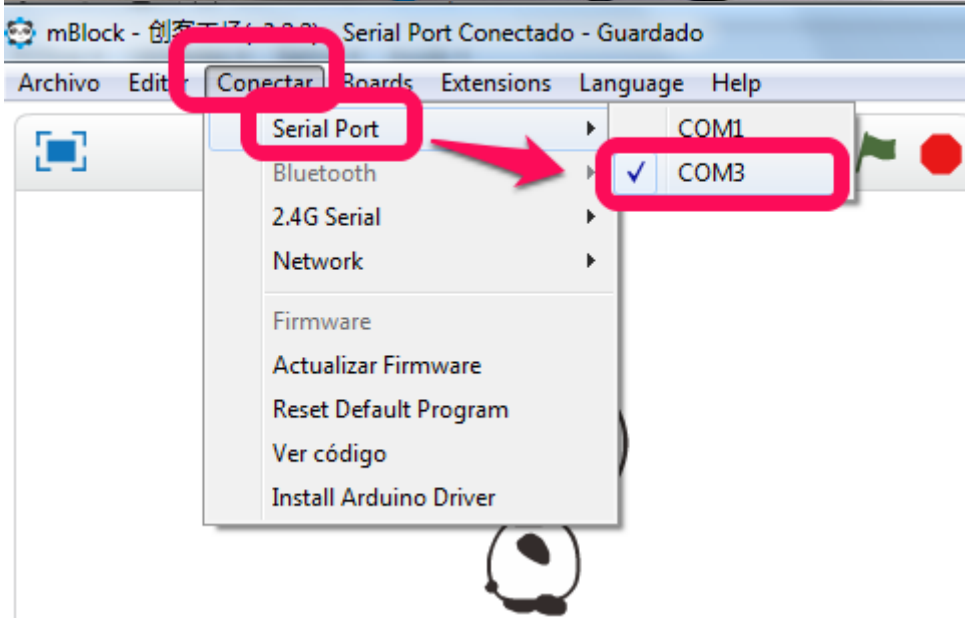 mBlock - 创客工场 Serial Port Conectado - Guardado
Archivo Editar Conectar Boards Extensions Language Help
Serial Port
COM1
COM3
Bluetooth
2.4G Serial
Network
Firmware
Actualizar Firmware
Reset Default Program
Ver código
Install Arduino Driver